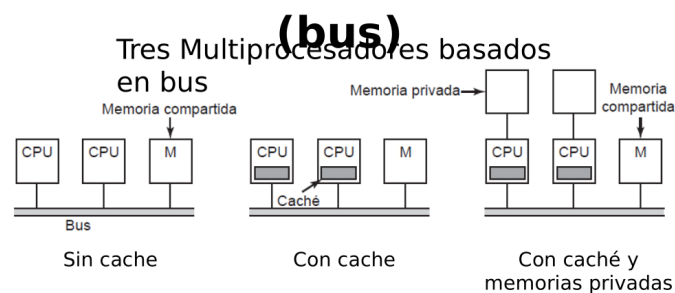 (bus)
Tres Multiprocesadores basados
en bus
Memoria compartida
CPU CPU M
Bus
Sin cache
CPU CPU M
Caché
Con cache
Memoria privada
Memoria
compartida
CPU CPU M
Con caché y
memorias privadas